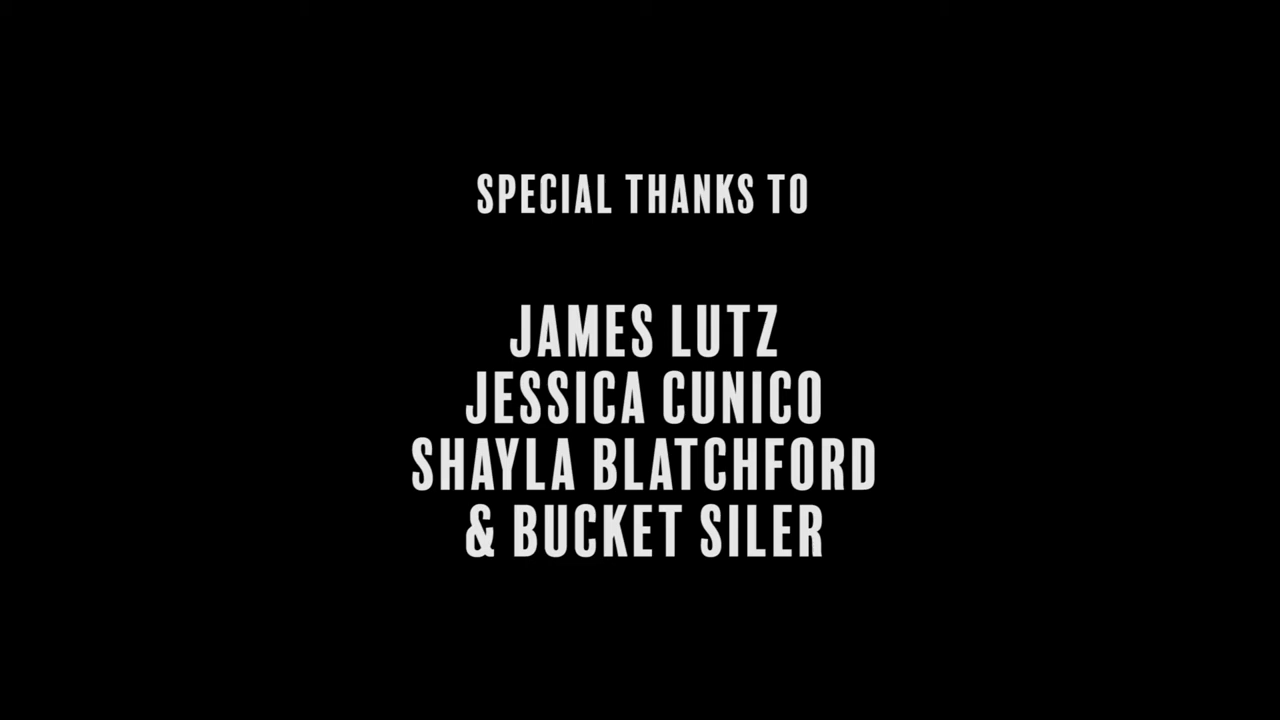 SPECIAL THANKS TO
JAMES LUTZ
JESSICA CUNICO
SHAYLA BLATCHFORD
& BUCKET SILER